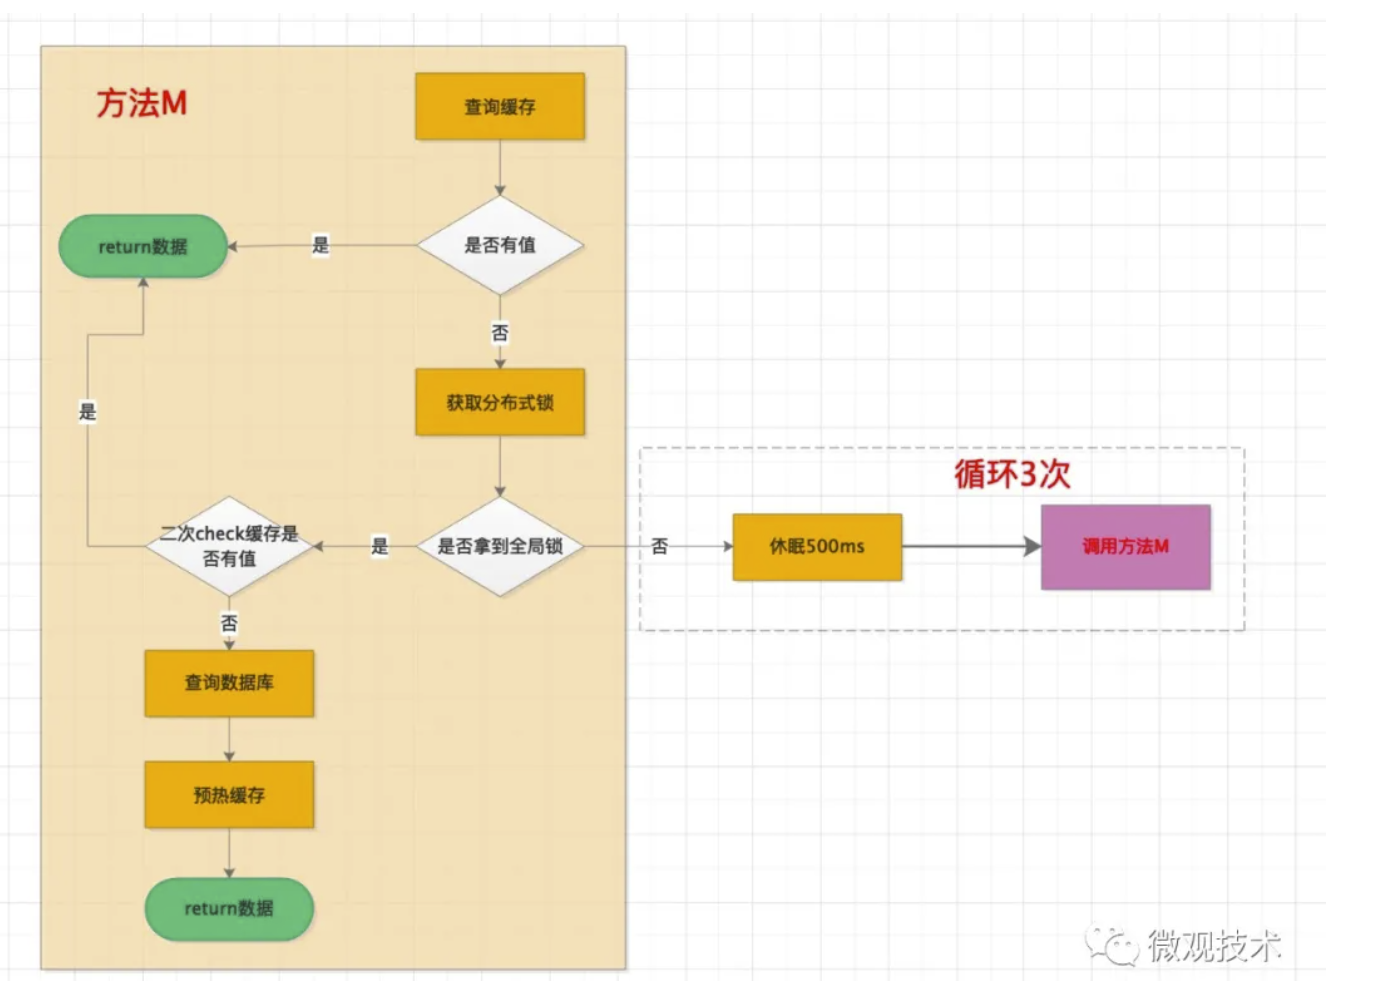 方法M
查询缓存
return数据
是
是否有值
否
获取分布式锁
是
循环3次
二次check缓存是
否有值
是
是否拿到全局锁
否
休眠500ms
调用方法M
否
查询数据库
预热缓存
return数据
微观技术